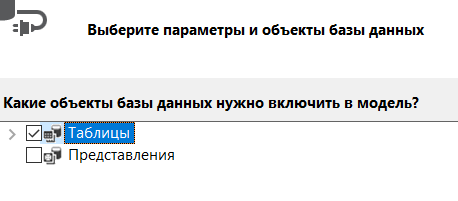 Выберите параметры и объекты базы данных
Какие объекты базы данных нужно включить в модель?
Таблицы
Представления